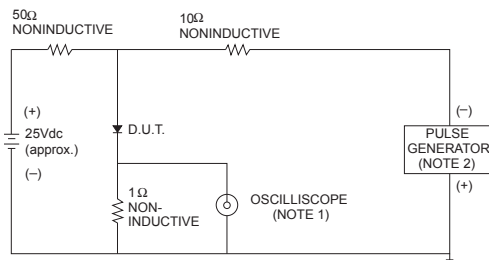 50Ω
NONINDUCTIVE
10Ω
NONINDUCTIVE
(+)
25Vdc
(approx.)
(–)
D.U.T.
1Ω
NON-
INDUCTIVE
OSCILLISCOPE
(NOTE 1)
(–)
PULSE
GENERATOR
(NOTE 2)
(+)